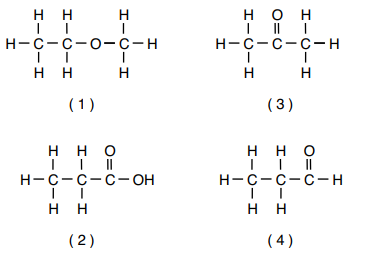 H H H
H-C-C-O-C-H
H H H
(1)
H O H
H-C-C-C-H
H H
(3)
H H O
H-C-C-C-OH
H H
(2)
H H O
H-C-C-C-H
H H
(4)